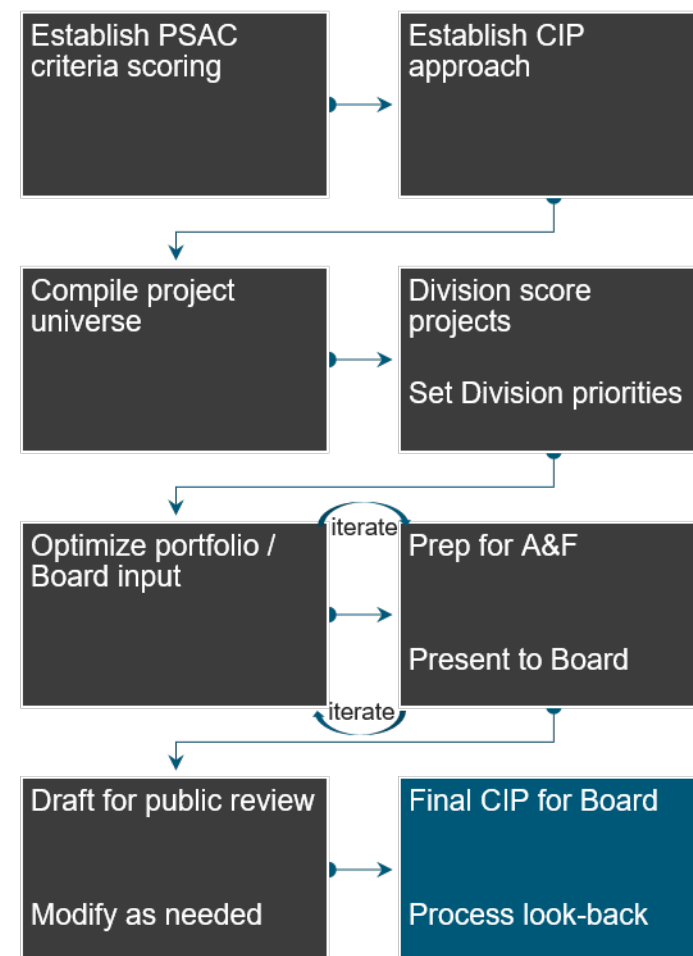 Establish PSAC
criteria scoring
Establish CIP
approach
Compile project
universe
Division score
projects
Set Division priorities
Optimize portfolio /
Board input
iterate
Prep for A&F
Present to Board
iterate
Draft for public review
Modify as needed
Final CIP for Board
Process look-back